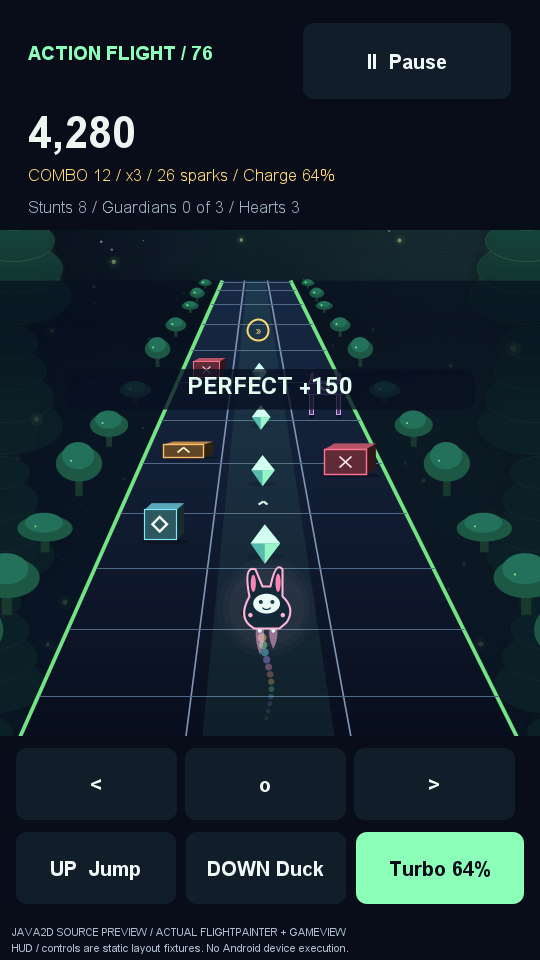 ACTION FLIGHT / 76
II Pause
4,280
COMBO 12 / x3 / 26 sparks / Charge 64%
Stunts 8 / Guardians 0 of 3 / Hearts 3
PERFECT +150
< o >
UP Jump DOWN Duck Turbo 64%
JAVA2D SOURCE PREVIEW / ACTUAL FLIGHTPAINTER + GAMEVIEW
HUD / controls are static layout fixtures. No Android device execution.